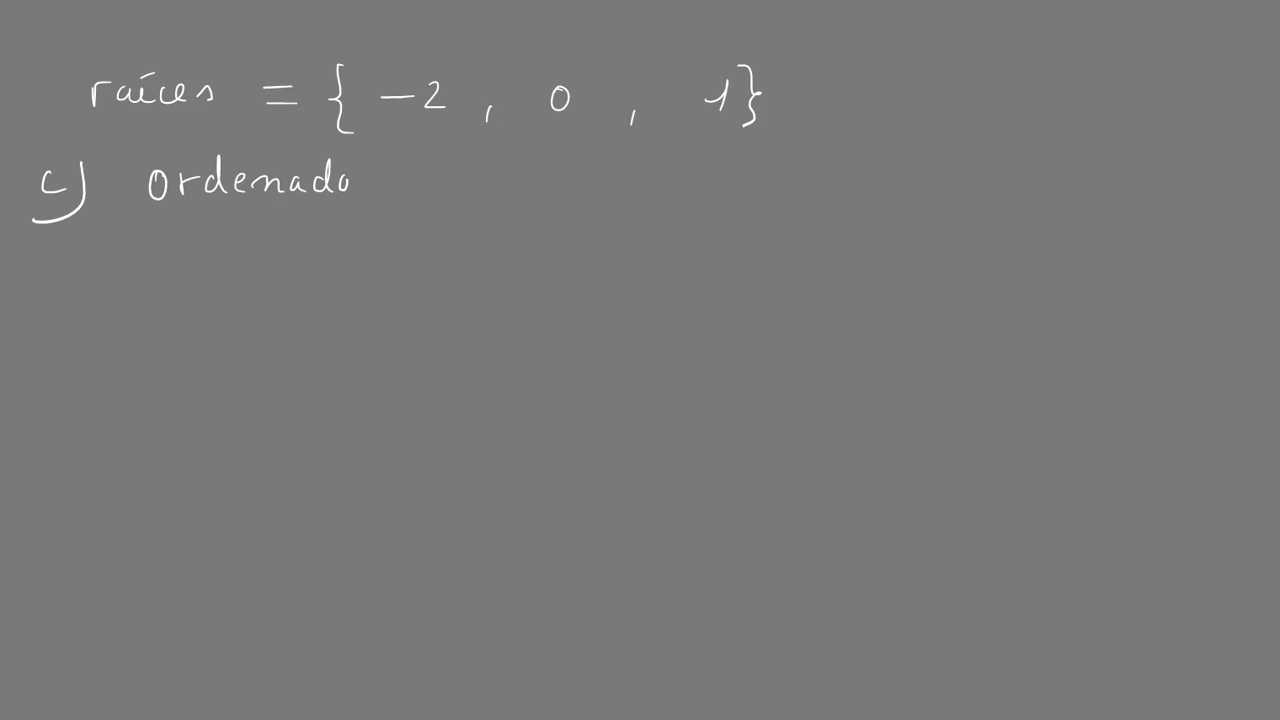 raíces = { -2 , 0 , 1}
c) ordenado